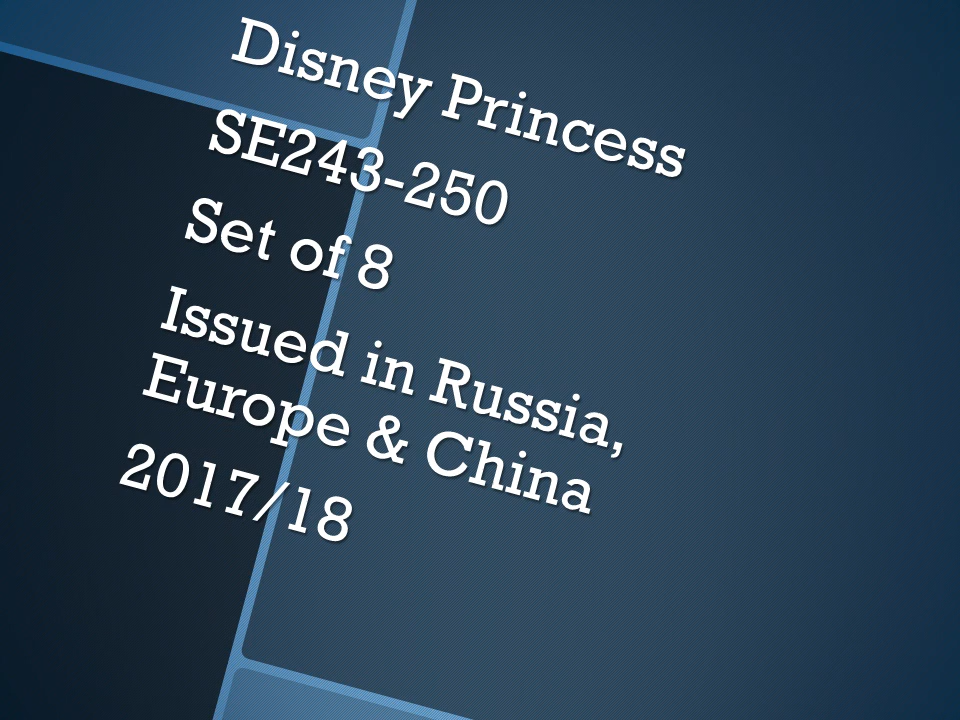 Disney Princess
SE243-250
Set of 8
Issued in Russia,
Europe & China
2017/18